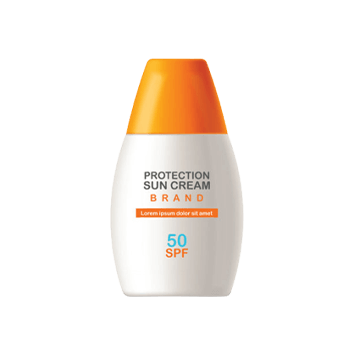 PROTECTION
SUN CREAM
BRAND
Lorem ipsum dolor sit amet
50
SPF